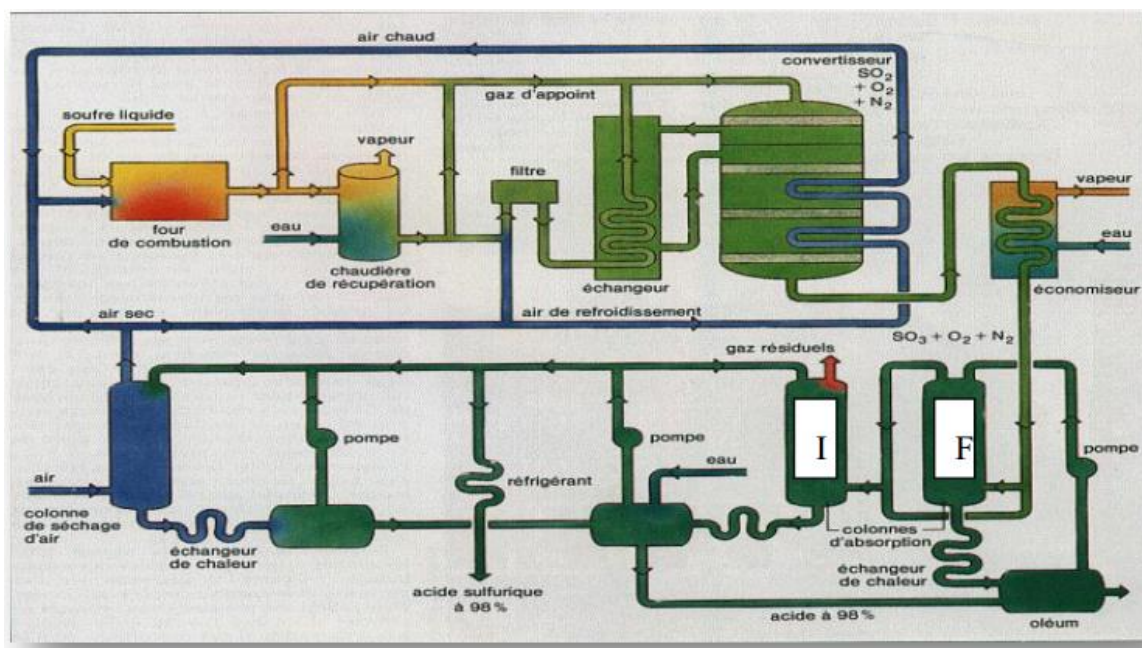 air chaud
convertisseur
SO2
+ O2
+ N2
gaz d'appoint
soufre liquide
vapeur
filtre
vapeur
four
de combustion
eau
chaudière
de récupération
échangeur
eau
économiseur
air sec
air de refroidissement
SO3 + O2 + N2
gaz résiduels
pompe
pompe
I
F
pompe
eau
air
réfrigérant
colonne
de séchage
d'air
colonnes
d'absorption
échangeur
de chaleur
échangeur
de chaleur
acide sulfurique
à 98 %
acide à 98 %
oléum